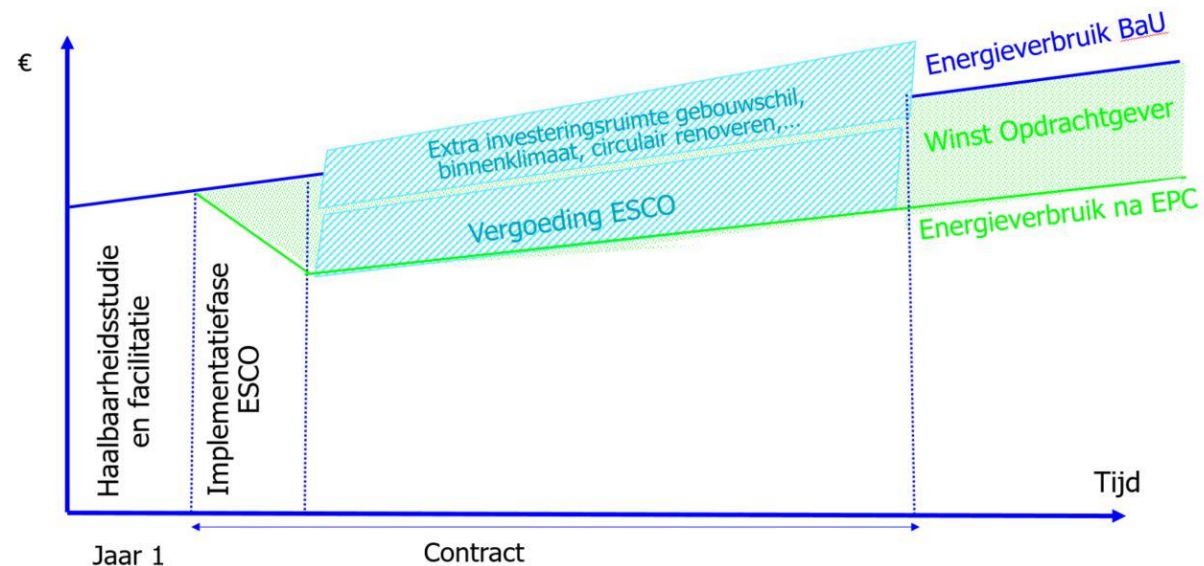 €
Energieverbruik BaU
Extra investeringsruimte gebouwschil,
binnenklimaat, circulair renoveren,...
Winst Opdrachtgever
Vergoeding ESCO
Energieverbruik na EPC
Haalbaarheidsstudie
en facilitatie
Implementatiefase
ESCO
Tijd
Jaar 1
Contract